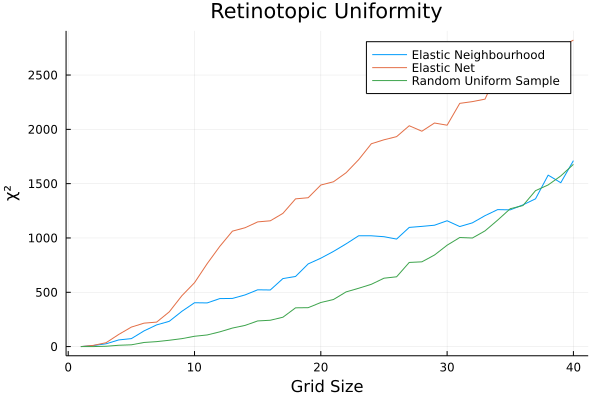 Retinotopic Uniformity
Elastic Neighbourhood
Elastic Net
Random Uniform Sample
2500
2000
1500
1000
500
0
χ²
0 10 20 30 40
Grid Size